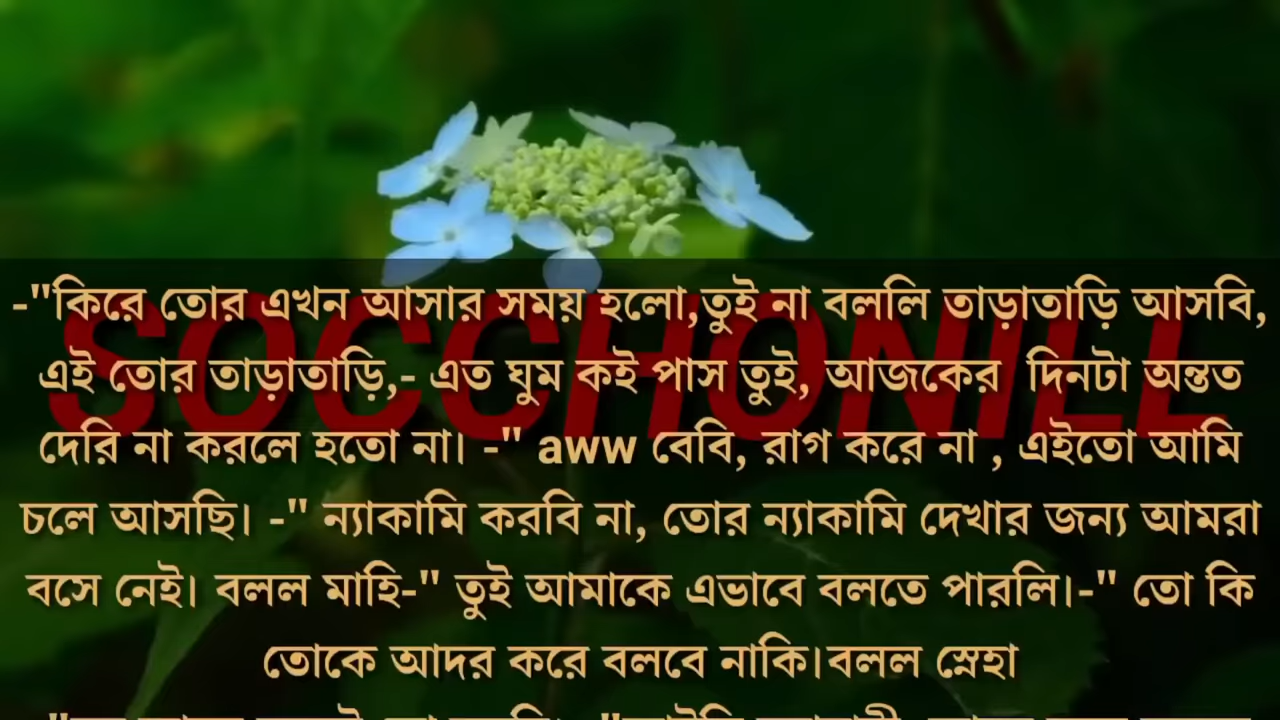 -"কিরে তোর এখন আসার সময় হলো,তুই না বললি তাড়াতাড়ি আসবি,
এই তোর তাড়াতাড়ি,- এত ঘুম কই পাস তুই, আজকের দিনটা অন্তত
দেরি না করলে হতো না। -" aww বেবি, রাগ করে না , এইতো আমি
চলে আসছি। -" ন্যাকামি করবি না, তোর ন্যাকামি দেখার জন্য আমরা
বসে নেই। বলল মাহি-" তুই আমাকে এভাবে বলতে পারলি।-" তো কি
তোকে আদর করে বলবে নাকি।বলল স্নেহা
SOCCHONILL